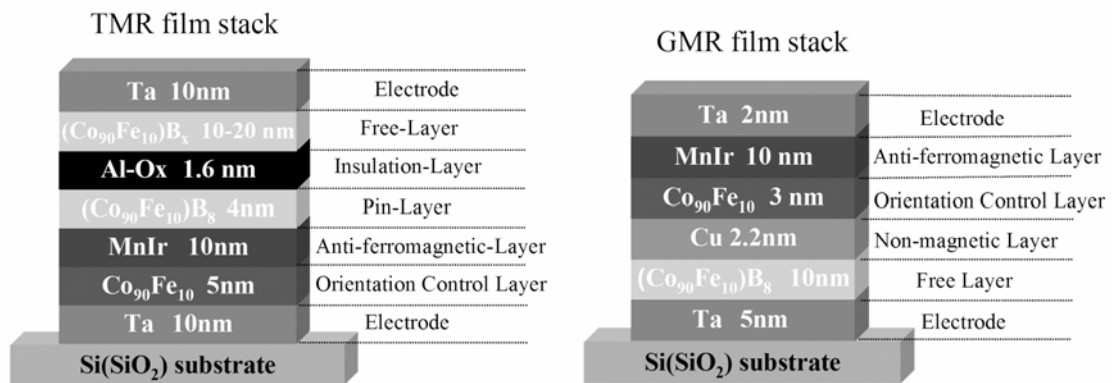 TMR film stack
Ta 10nm
Electrode
(Co₉₀Fe₁₀)Bₓ 10-20 nm
Free-Layer
Al-Ox 1.6 nm
Insulation-Layer
(Co₉₀Fe₁₀)B₈ 4nm
Pin-Layer
MnIr 10nm
Anti-ferromagnetic-Layer
Co₉₀Fe₁₀ 5nm
Orientation Control Layer
Ta 10nm
Electrode
Si(SiO₂) substrate
GMR film stack
Ta 2nm
Electrode
MnIr 10 nm
Anti-ferromagnetic Layer
Co₉₀Fe₁₀ 3 nm
Orientation Control Layer
Cu 2.2nm
Non-magnetic Layer
(Co₉₀Fe₁₀)B₈ 10nm
Free Layer
Ta 5nm
Electrode
Si(SiO₂) substrate